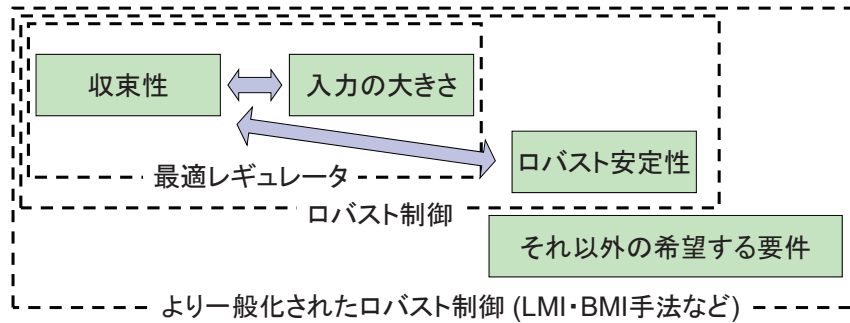 収束性
入力の大きさ
ロバスト安定性
最適レギュレータ
ロバスト制御
それ以外の希望する要件
より一般化されたロバスト制御 (LMI・BMI手法など)